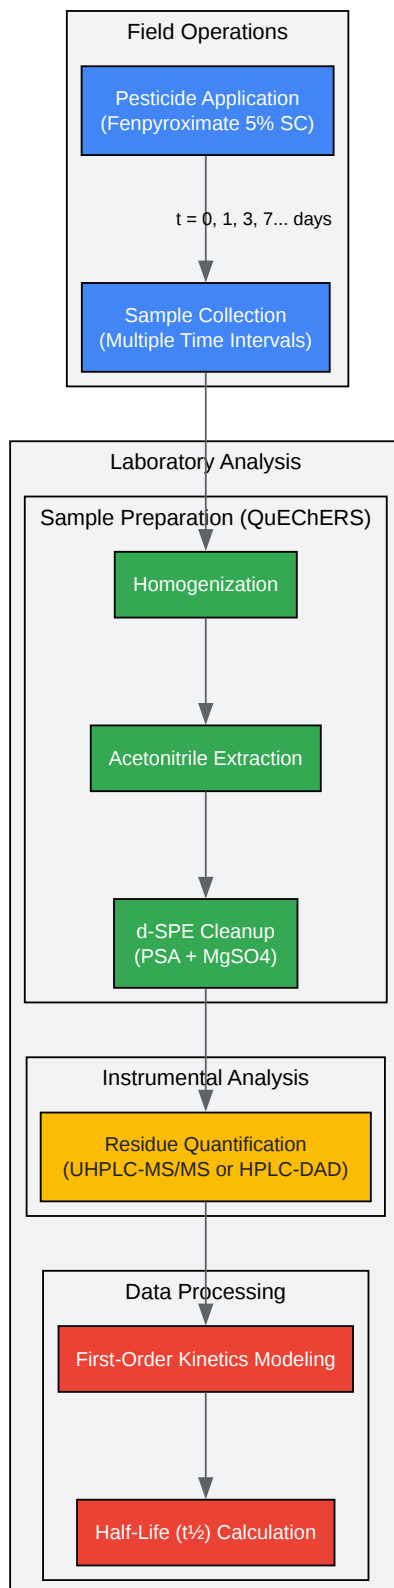 Field Operations
Pesticide Application
(Fenpyroximate 5% SC)
t = 0, 1, 3, 7... days
Sample Collection
(Multiple Time Intervals)
Laboratory Analysis
Sample Preparation (QuEChERS)
Homogenization
Acetonitrile Extraction
d-SPE Cleanup
(PSA + MgSO4)
Instrumental Analysis
Residue Quantification
(UHPLC-MS/MS or HPLC-DAD)
Data Processing
First-Order Kinetics Modeling
Half-Life (t½) Calculation